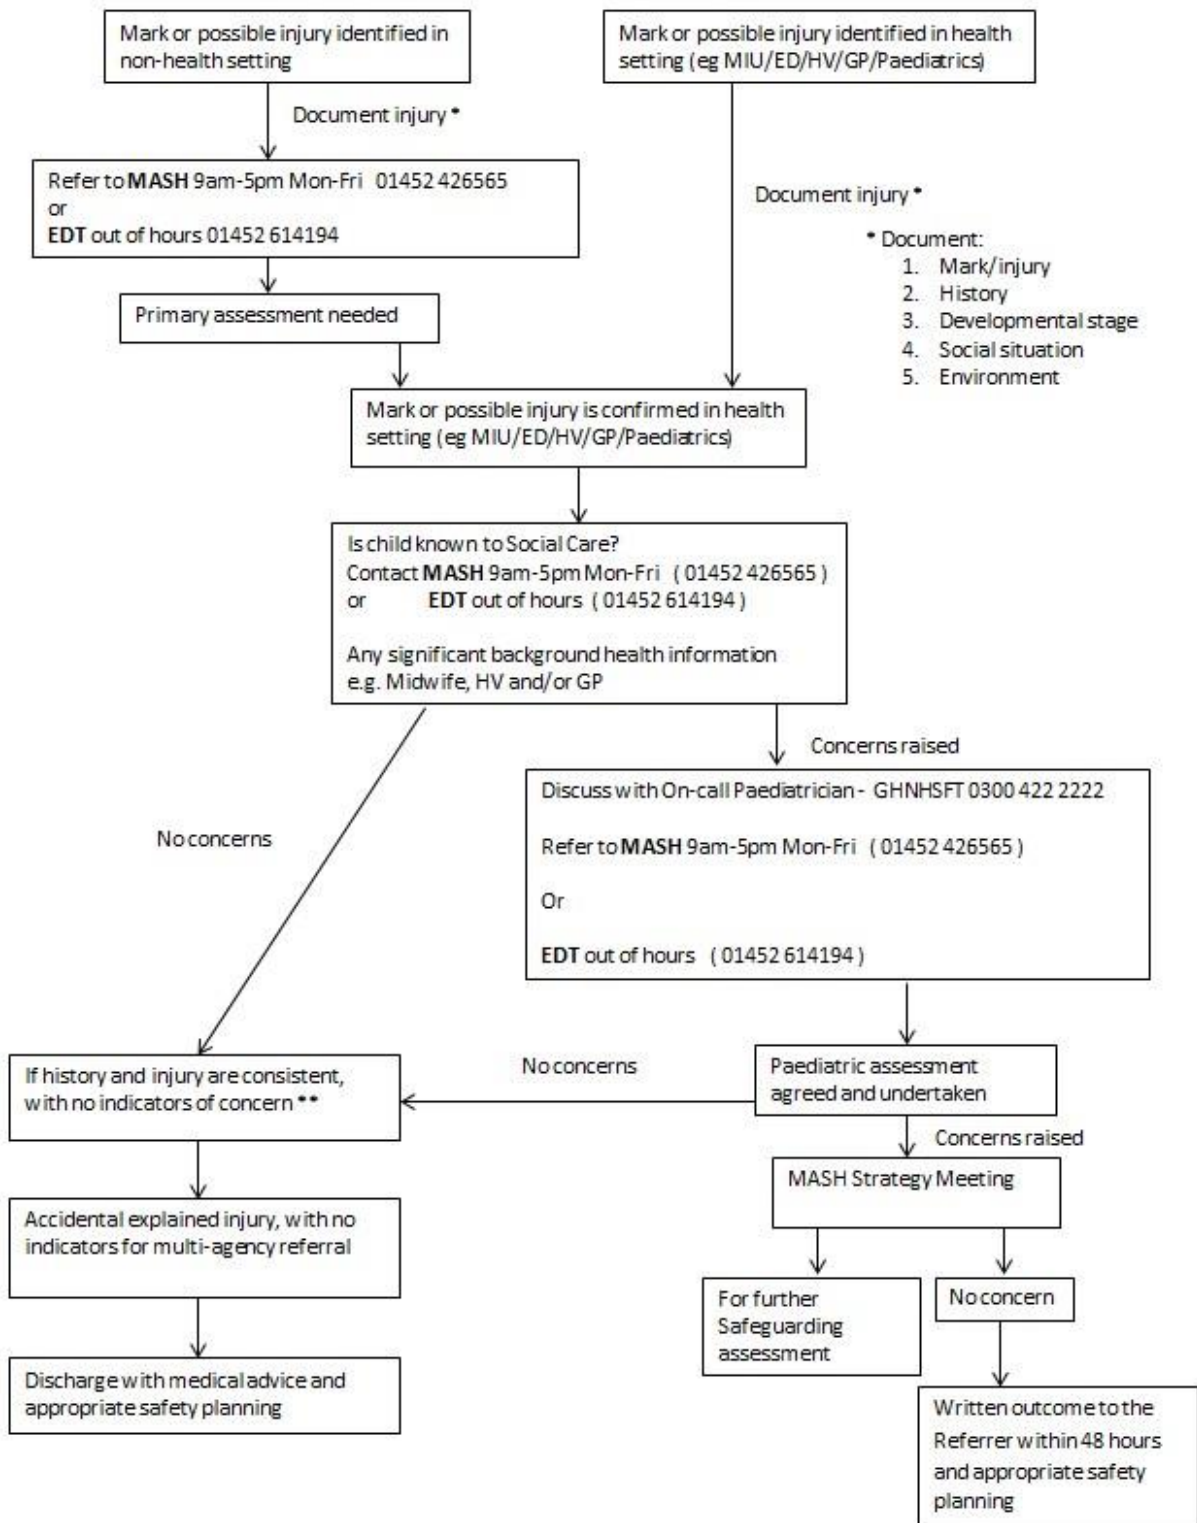 Mark or possible injury identified in
non-health setting
Mark or possible injury identified in health
setting (eg MIU/ED/HV/GP/Paediatrics)
Document injury *
Refer to MASH 9am-5pm Mon-Fri 01452 426565
or
EDT out of hours 01452 614194
Document injury *
* Document:
1. Mark/injury
2. History
3. Developmental stage
4. Social situation
5. Environment
Primary assessment needed
Mark or possible injury is confirmed in health
setting (eg MIU/ED/HV/GP/Paediatrics)
Is child known to Social Care?
Contact MASH 9am-5pm Mon-Fri ( 01452 426565 )
or EDT out of hours ( 01452 614194 )
Any significant background health information
e.g. Midwife, HV and/or GP
Concerns raised
No concerns
Discuss with On-call Paediatrician - GHNHSFT 0300 422 2222
Refer to MASH 9am-5pm Mon-Fri ( 01452 426565 )
Or
EDT out of hours ( 01452 614194 )
If history and injury are consistent,
with no indicators of concern **
No concerns
Paediatric assessment
agreed and undertaken
Concerns raised
MASH Strategy Meeting
Accidental explained injury, with no
indicators for multi-agency referral
For further
Safeguarding
assessment
No concern
Discharge with medical advice and
appropriate safety planning
Written outcome to the
Referrer within 48 hours
and appropriate safety
planning